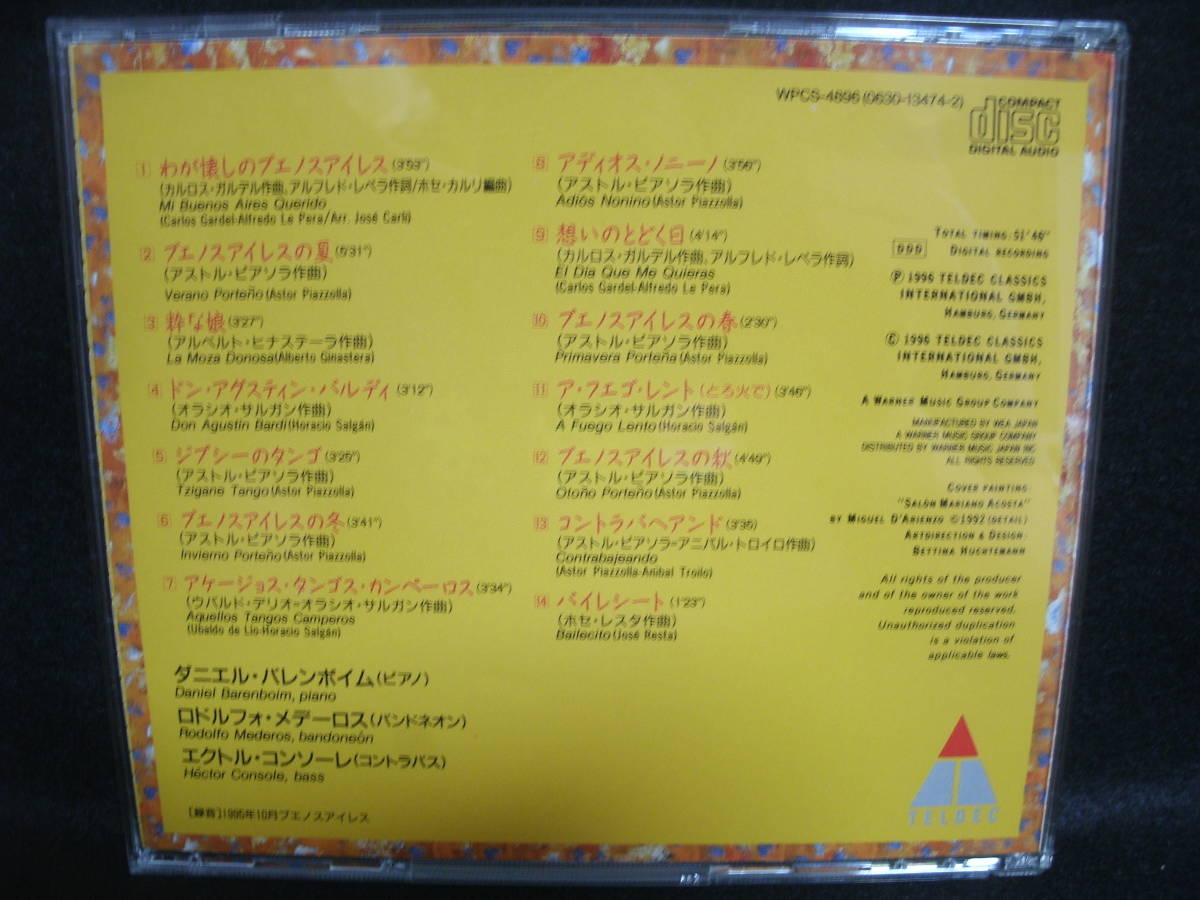 WPCS-4696 (0630-13474-2)
COMPACT
disc
DIGITAL AUDIO
1 わが懐しのブエノスアイレス (3'53")
(カルロス・ガルデル作曲、アルフレド・レペラ作詞/ホセ・カルリ編曲)
Mi Buenos Aires Querido
(Carlos Gardel-Alfredo Le Pera/Arr. José Carli)
2 ブエノスアイレスの夏 (5'31")
(アストル・ピアソラ作曲)
Verano Porteño (Astor Piazzolla)
3 粋な娘 (3'27")
(アルベルト・ヒナステーラ作曲)
La Moza Donosa (Alberto Ginastera)
4 ドン・アグスティン・バルディ (3'12")
(オラシオ・サルガン作曲)
Don Agustin Bardi (Horacio Salgán)
5 ジプシーのタンゴ (3'25")
(アストル・ピアソラ作曲)
Tzigane Tango (Astor Piazzolla)
6 ブエノスアイレスの冬 (3'41")
(アストル・ピアソラ作曲)
Invierno Porteño (Astor Piazzolla)
7 アケージョス・タンゴス・カンペーロス (3'34")
(ウバルド・デリオ=オラシオ・サルガン作曲)
Aquellos Tangos Camperos
(Ubaldo de Lio-Horacio Salgán)
8 アディオス・ノニーノ (3'56")
(アストル・ピアソラ作曲)
Adiós Nonino (Astor Piazzolla)
9 想いのとどく日 (4'14")
(カルロス・ガルデル作曲、アルフレド・レペラ作詞)
El Dia Que Me Quieras
(Carlos Gardel-Alfredo Le Pera)
10 ブエノスアイレスの春 (2'30")
(アストル・ピアソラ作曲)
Primavera Porteña (Astor Piazzolla)
11 ア・フエゴ・レント (とろ火で) (3'46")
(オラシオ・サルガン作曲)
A Fuego Lento (Horacio Salgán)
12 ブエノスアイレスの秋 (4'49")
(アストル・ピアソラ作曲)
Otoño Porteño (Astor Piazzolla)
13 コントラバヘアンド (3'35)
(アストル・ピアソラ=アニバル・トロイロ作曲)
Contrabajeando
(Astor Piazzolla-Anibal Troilo)
14 バイレシート (1'23")
(ホセ・レスタ作曲)
Bailecito (José Resta)
ダニエル・バレンボイム (ピアノ)
Daniel Barenboim, piano
ロドルフォ・メデーロス (バンドネオン)
Rodolfo Mederos, bandoneón
エクトル・コンソーレ (コントラバス)
Héctor Console, bass
[録音] 1995年10月ブエノスアイレス
TOTAL TIMING: 51'46"
DDD DIGITAL RECORDING
℗ 1996 TELDEC CLASSICS
INTERNATIONAL GMBH,
HAMBURG, GERMANY
© 1996 TELDEC CLASSICS
INTERNATIONAL GMBH,
HAMBURG, GERMANY
A WARNER MUSIC GROUP COMPANY
MANUFACTURED BY WEA JAPAN
A WARNER MUSIC GROUP COMPANY
DISTRIBUTED BY WARNER MUSIC JAPAN INC.
ALL RIGHTS RESERVED
COVER PAINTING:
"SALON MARIANO ACOSTA"
BY MIGUEL D'ARIENZO ©1992 (DETAIL)
ARTDIRECTION & DESIGN:
BETTINA HUCHTEMANN
All rights of the producer
and of the owner of the work
reproduced reserved.
Unauthorized duplication
is a violation of
applicable laws.
TELDEC